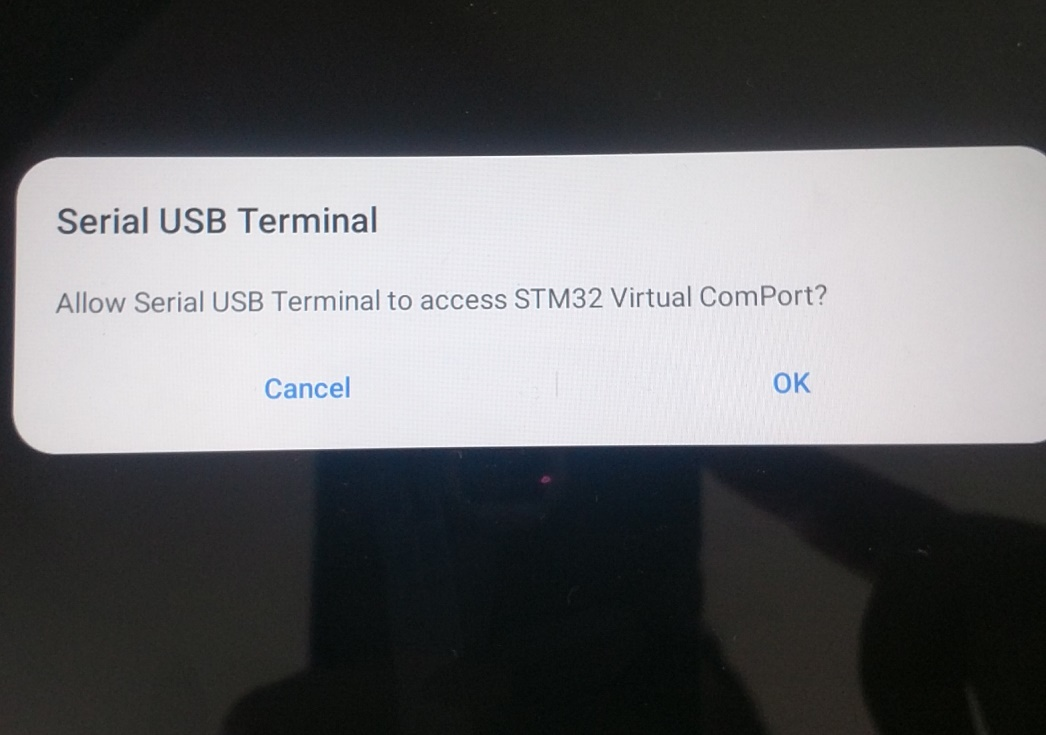 Serial USB Terminal
Allow Serial USB Terminal to access STM32 Virtual ComPort?
Cancel
OK